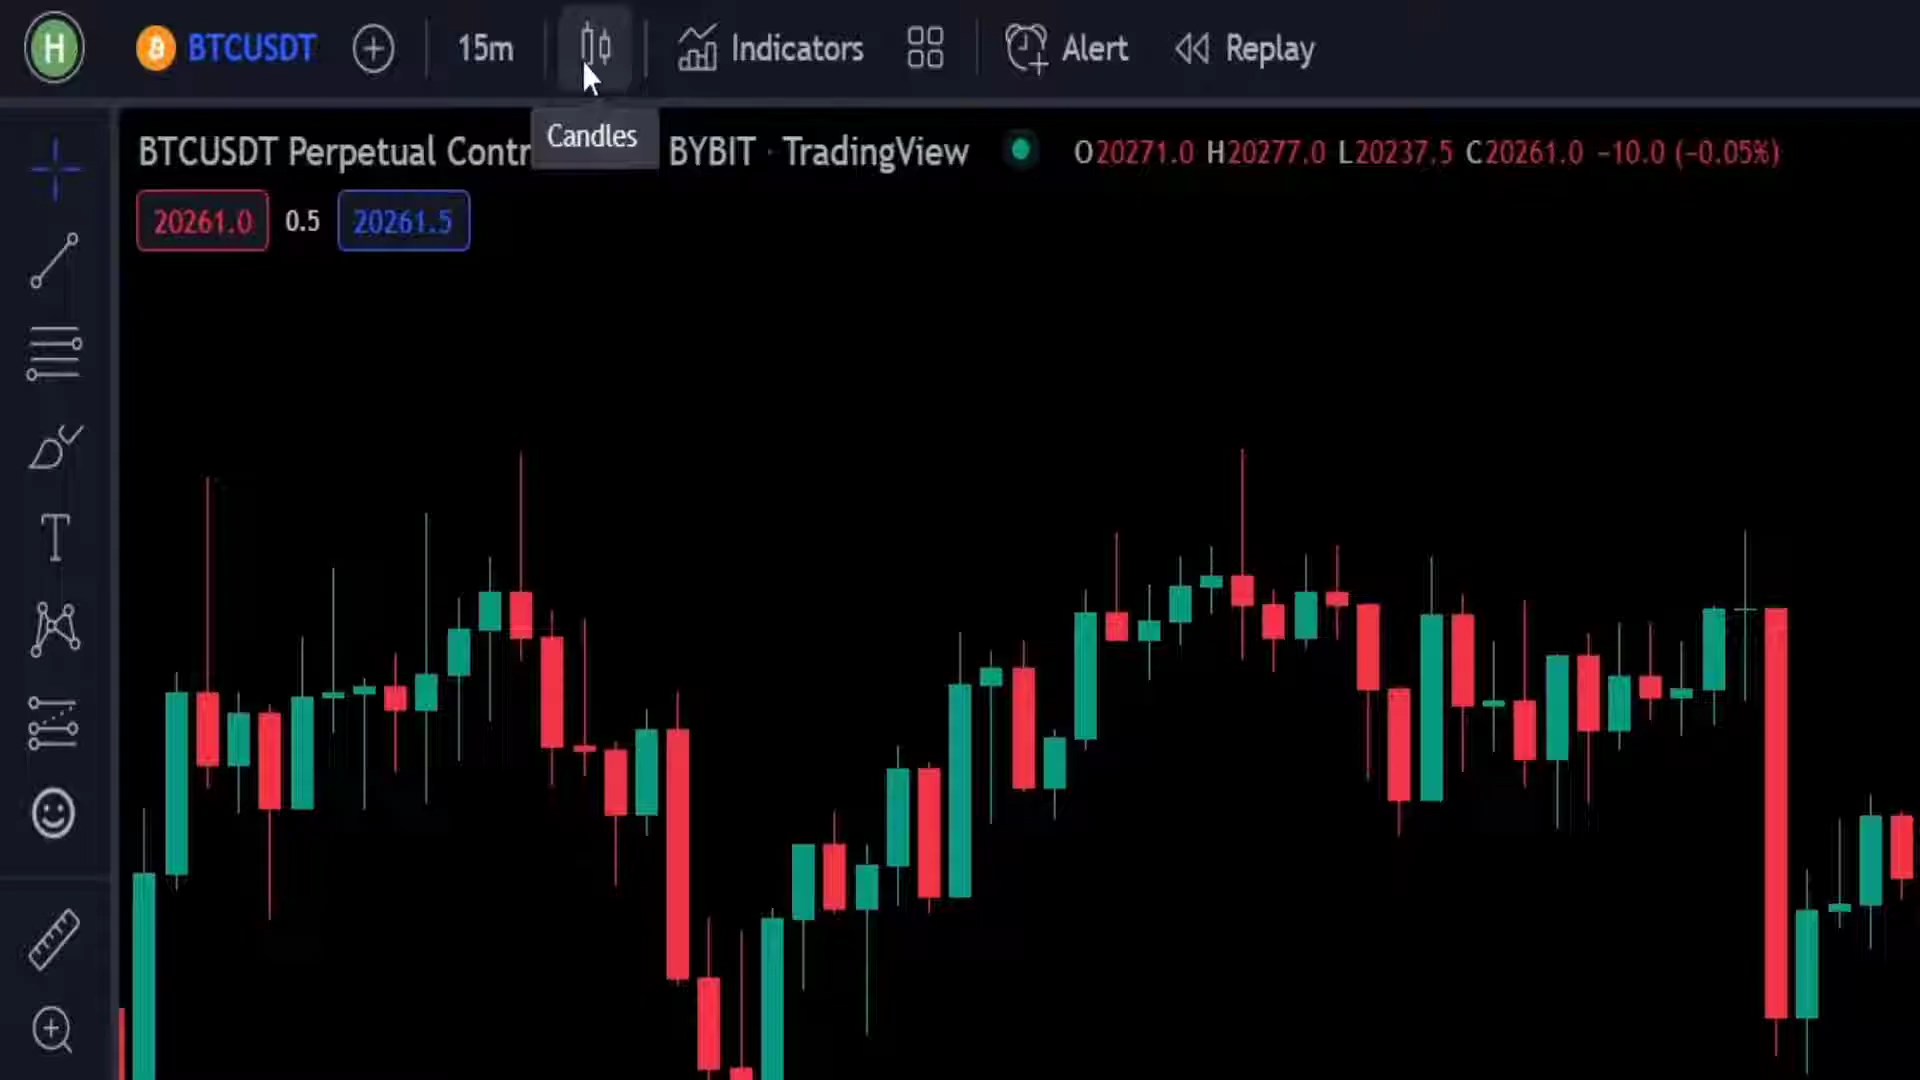 H BTCUSDT 15m Indicators Alert Replay
Candles
BTCUSDT Perpetual Contr BYBIT · TradingView O20271.0 H20277.0 L20237.5 C20261.0 −10.0 (−0.05%)
20261.0 0.5 20261.5
T